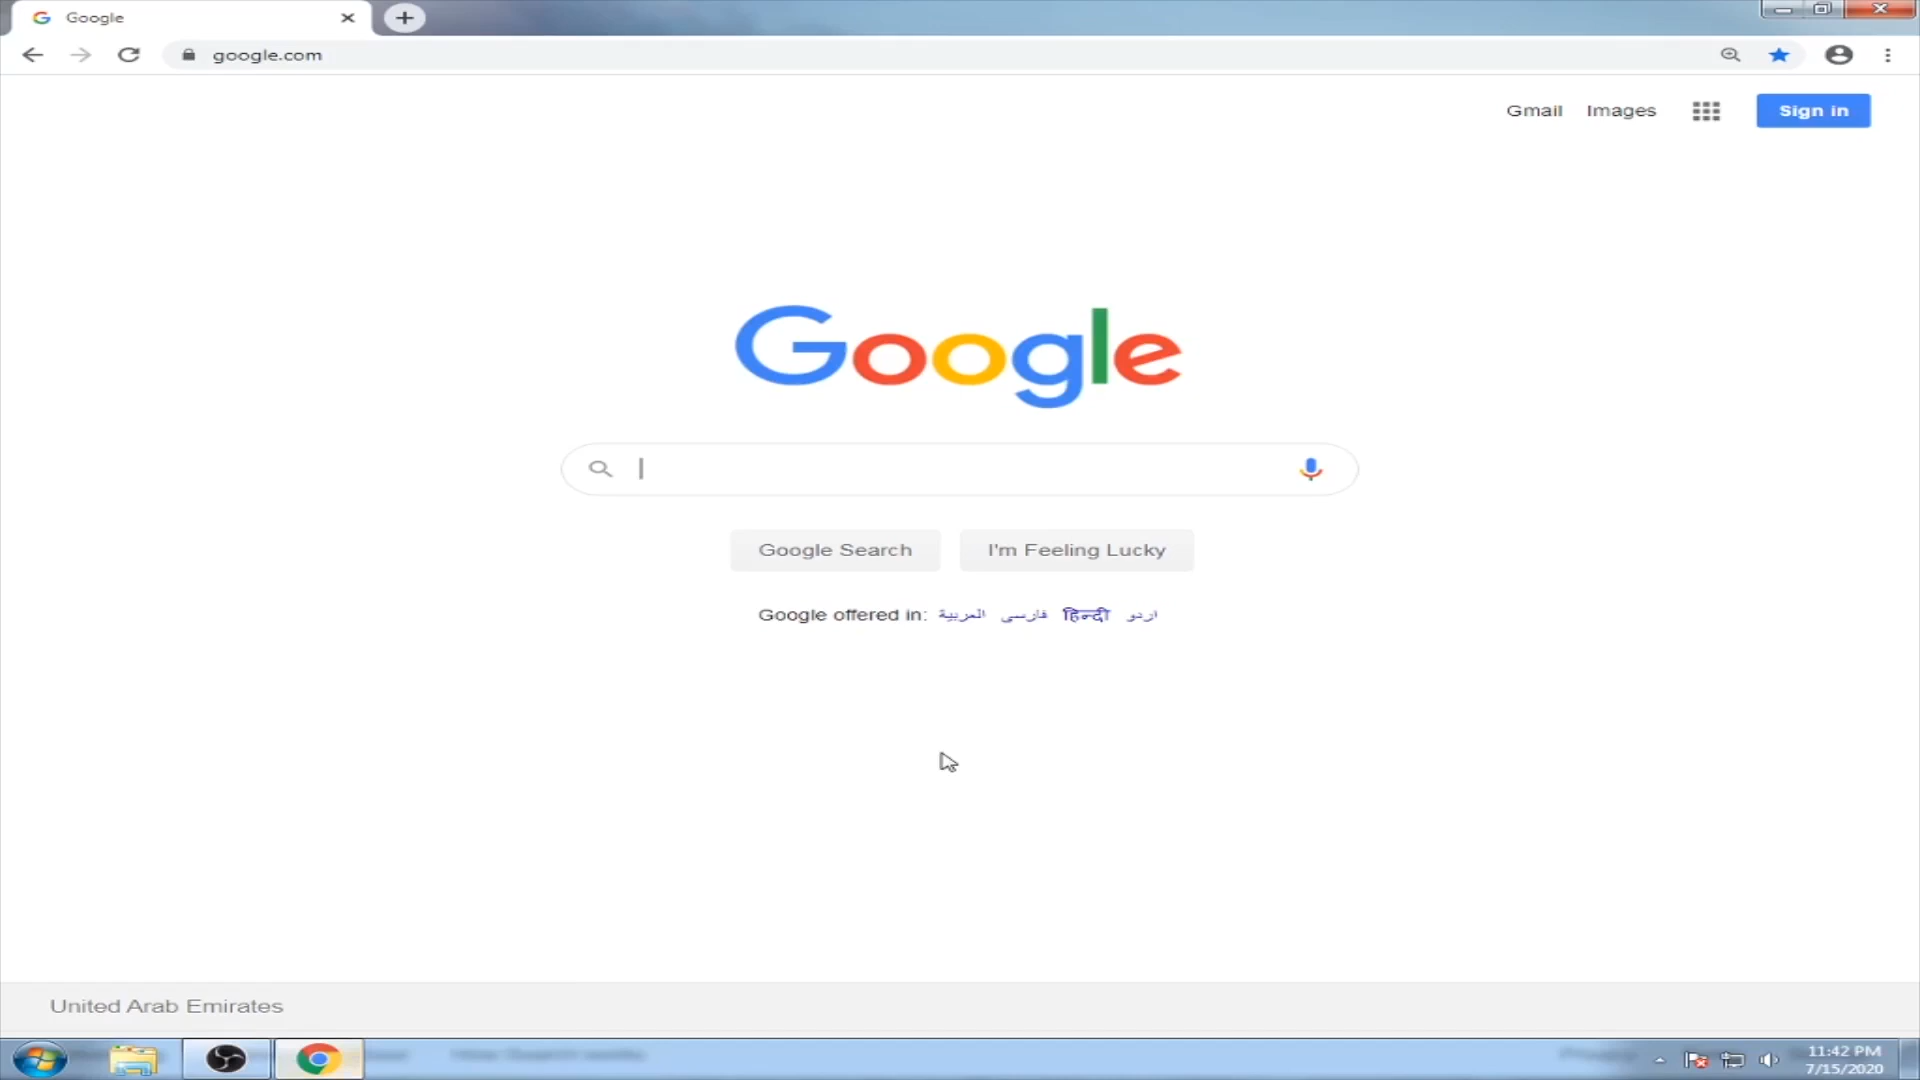 Google
google.com
Gmail Images Sign in
Google
Google Search I'm Feeling Lucky
Google offered in: العربية فارسی हिन्दी اردو
United Arab Emirates
11:42 PM
7/15/2020